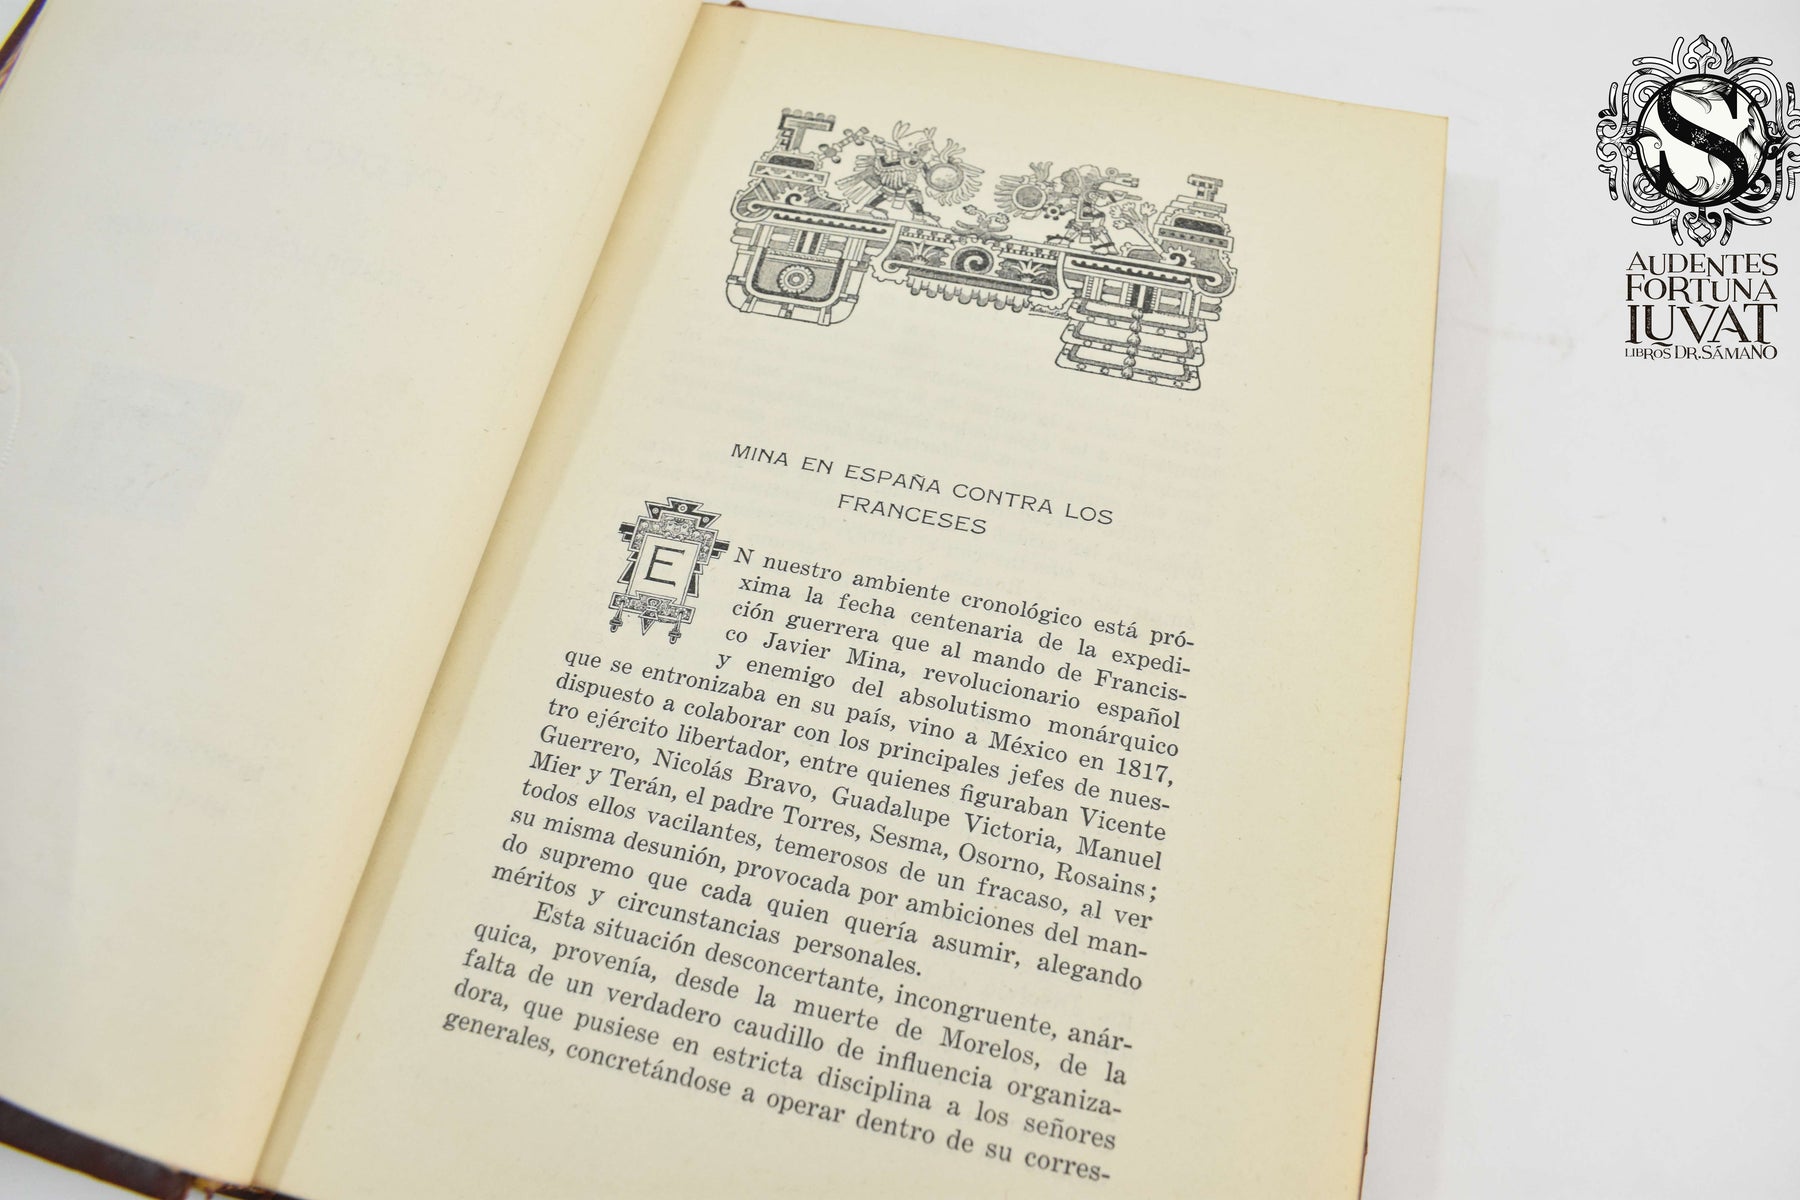 MINA EN ESPAÑA CONTRA LOS
FRANCESES
EN nuestro ambiente cronológico está pró-
xima la fecha centenaria de la expedi-
ción guerrera que al mando de Francis-
co Javier Mina, revolucionario español
y enemigo del absolutismo monárquico
que se entronizaba en su país, vino a México en 1817,
dispuesto a colaborar con los principales jefes de nues-
tro ejército libertador, entre quienes figuraban Vicente
Guerrero, Nicolás Bravo, Guadalupe Victoria, Manuel
Mier y Terán, el padre Torres, Sesma, Osorno, Rosains;
todos ellos vacilantes, temerosos de un fracaso, al ver
su misma desunión, provocada por ambiciones del man-
do supremo que cada quien quería asumir, alegando
méritos y circunstancias personales.
Esta situación desconcertante, incongruente, anár-
quica, provenía, desde la muerte de Morelos, de la
falta de un verdadero caudillo de influencia organiza-
dora, que pusiese en estricta disciplina a los señores
generales, concretándose a operar dentro de su corres-
S
AUDENTES
FORTUNA
IUVAT
LIBROS DR. SÁMANO